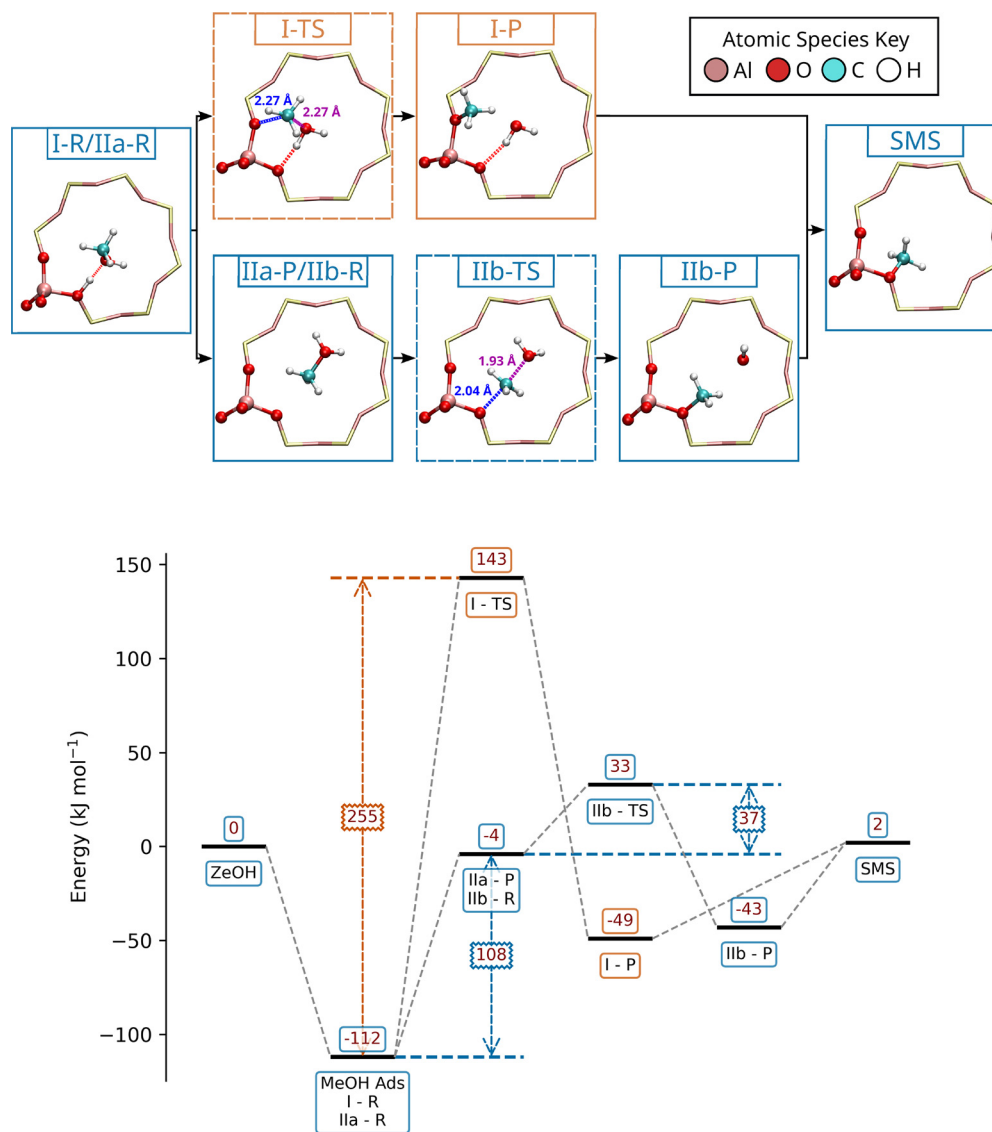 I-TS
I-P
Atomic Species Key
Al O C H
I-R/IIa-R
2.27 Å
2.27 Å
SMS
IIa-P/IIb-R
IIb-TS
IIb-P
1.93 Å
2.04 Å
Energy (kJ mol⁻¹)
150
100
50
0
−50
−100
143
I - TS
255
33
IIb - TS
37
0
ZeOH
-4
IIa - P
IIb - R
2
SMS
108
-49
I - P
-43
IIb - P
-112
MeOH Ads
I - R
IIa - R